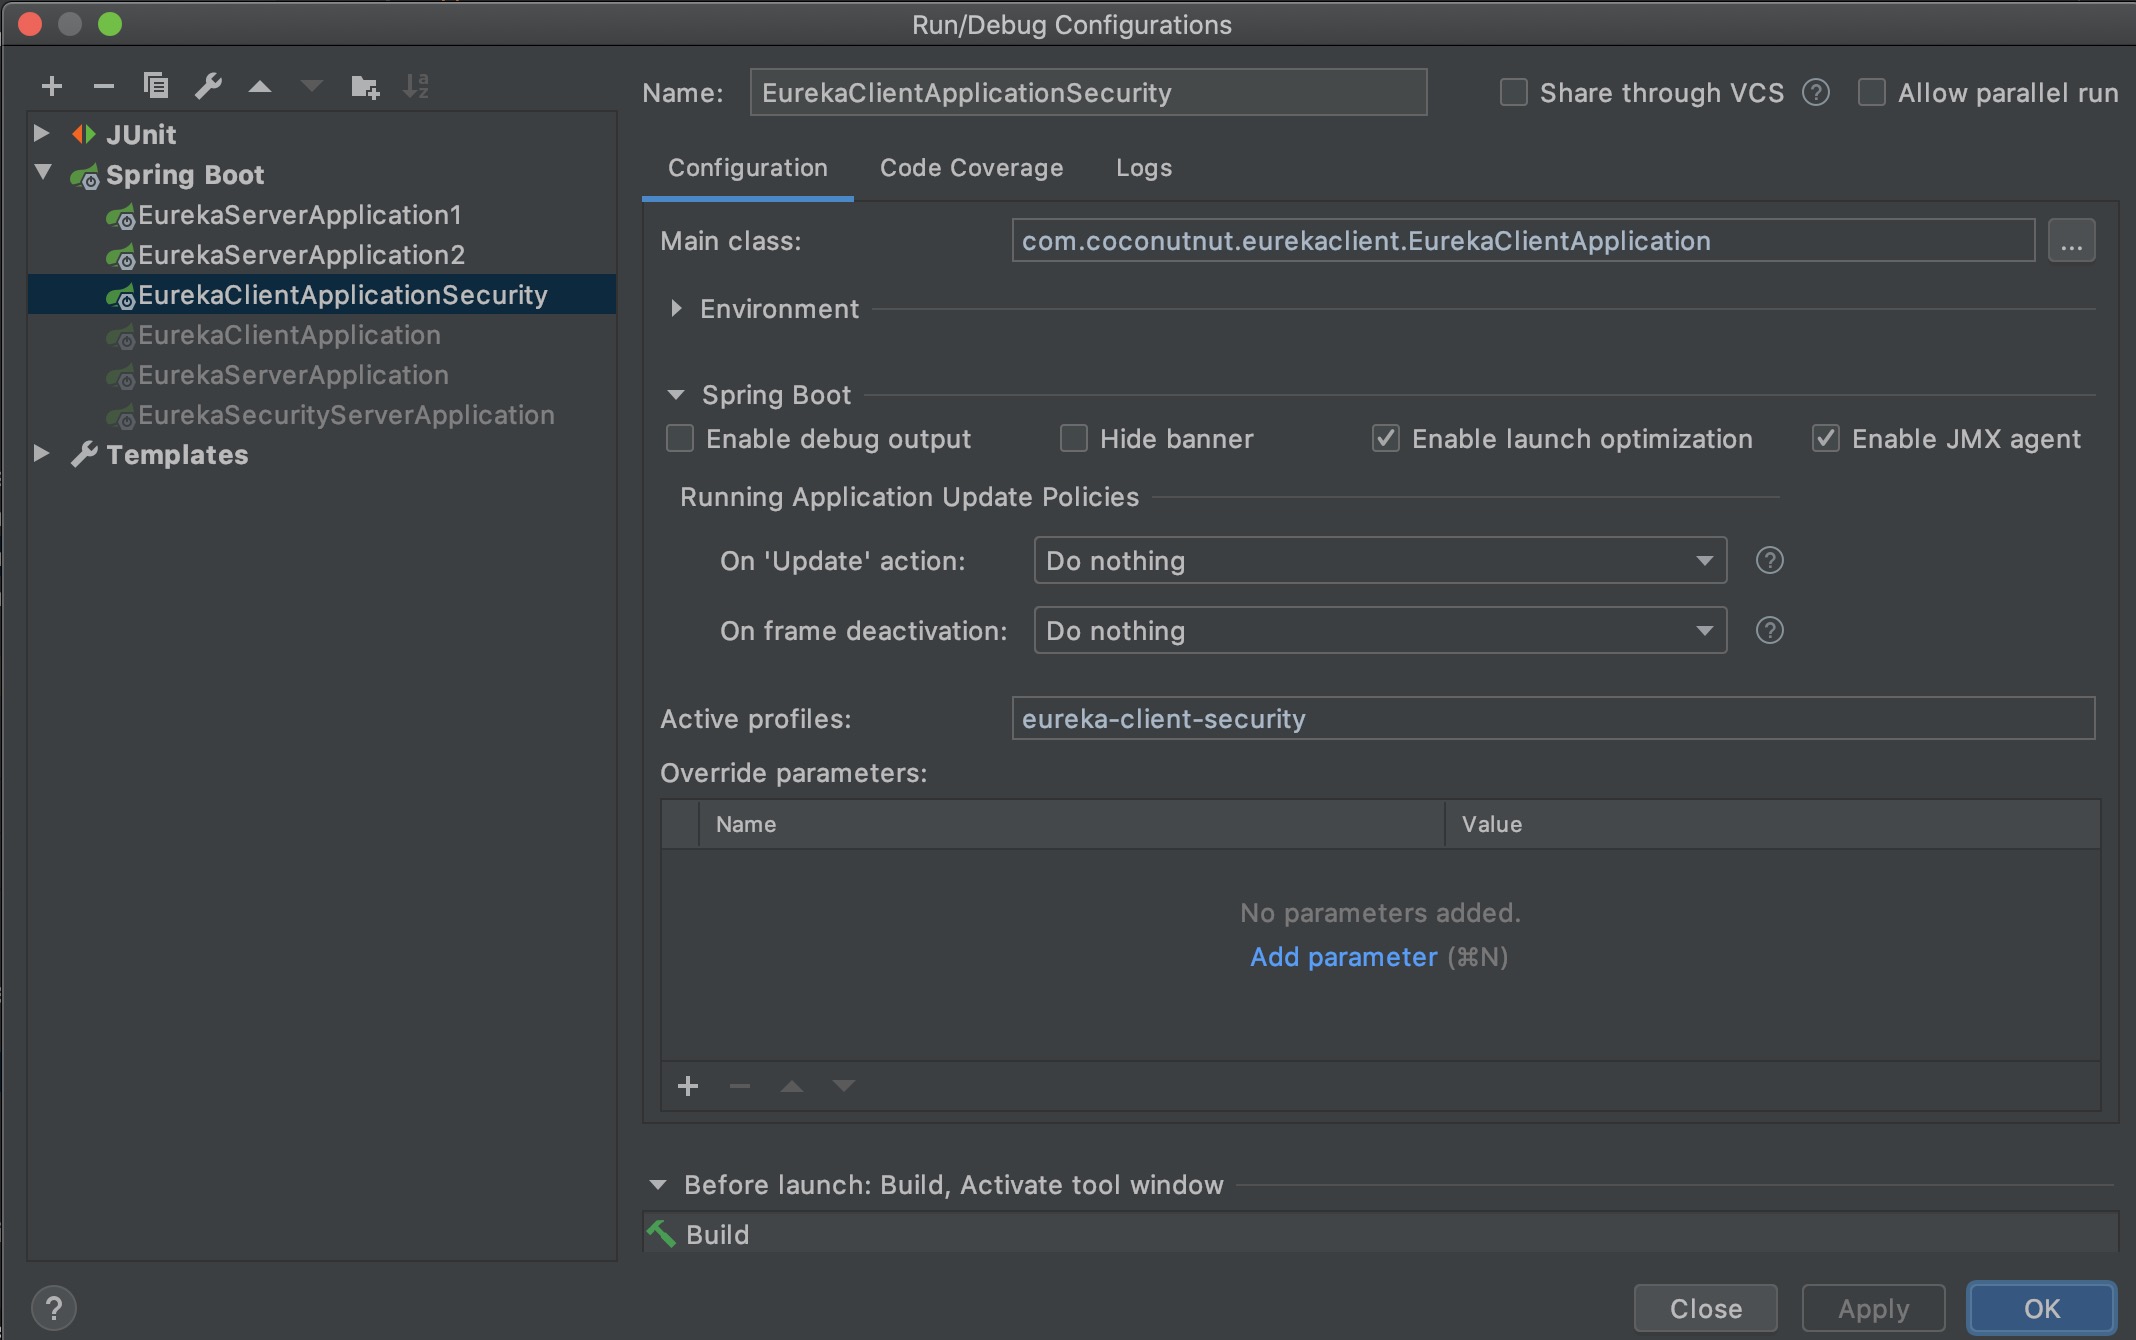 Run/Debug Configurations
Name: EurekaClientApplicationSecurity
Share through VCS ? Allow parallel run
JUnit
Spring Boot
EurekaServerApplication1
EurekaServerApplication2
EurekaClientApplicationSecurity
EurekaClientApplication
EurekaServerApplication
EurekaSecurityServerApplication
Templates
Configuration Code Coverage Logs
Main class: com.coconutnut.eurekaclient.EurekaClientApplication ...
Environment
Spring Boot
Enable debug output Hide banner Enable launch optimization Enable JMX agent
Running Application Update Policies
On 'Update' action: Do nothing ?
On frame deactivation: Do nothing ?
Active profiles: eureka-client-security
Override parameters:
Name Value
No parameters added.
Add parameter (⌘N)
Before launch: Build, Activate tool window
Build
? Close Apply OK